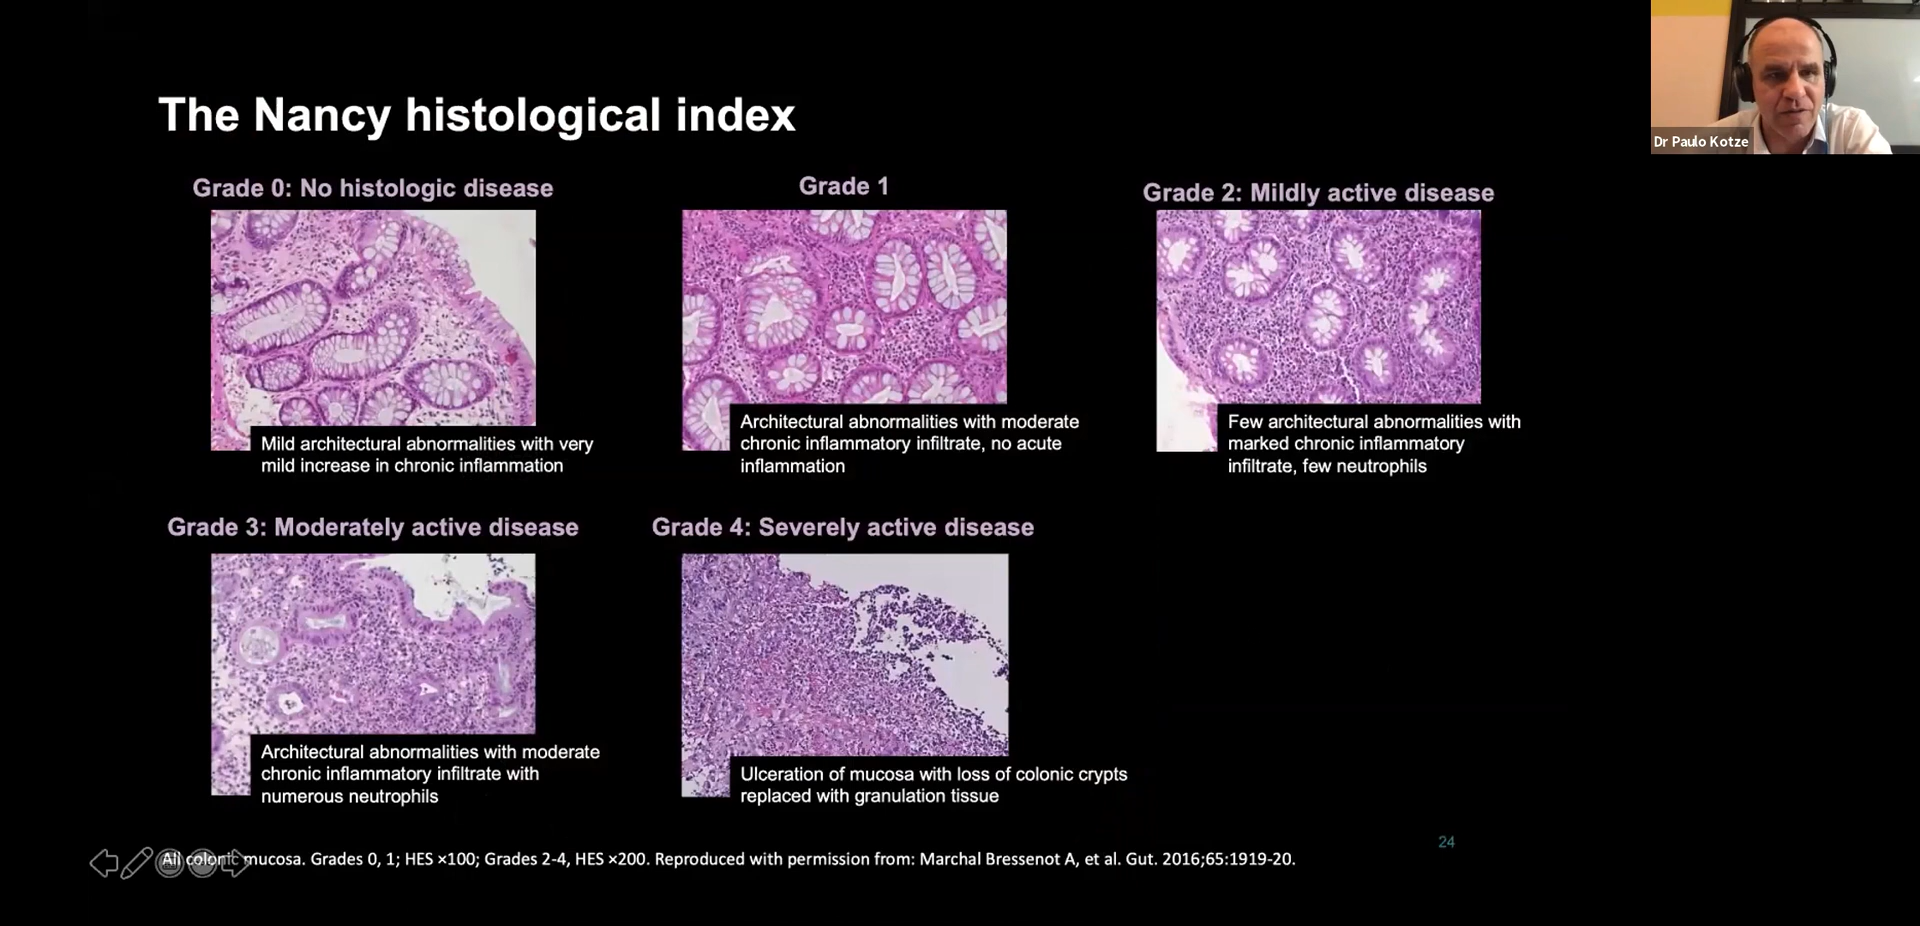 Dr Paulo Kotze
The Nancy histological index
Grade 0: No histologic disease
Mild architectural abnormalities with very
mild increase in chronic inflammation
Grade 1
Architectural abnormalities with moderate
chronic inflammatory infiltrate, no acute
inflammation
Grade 2: Mildly active disease
Few architectural abnormalities with
marked chronic inflammatory
infiltrate, few neutrophils
Grade 3: Moderately active disease
Architectural abnormalities with moderate
chronic inflammatory infiltrate with
numerous neutrophils
Grade 4: Severely active disease
Ulceration of mucosa with loss of colonic crypts
replaced with granulation tissue
24
All colonic mucosa. Grades 0, 1; HES ×100; Grades 2-4, HES ×200. Reproduced with permission from: Marchal Bressenot A, et al. Gut. 2016;65:1919-20.